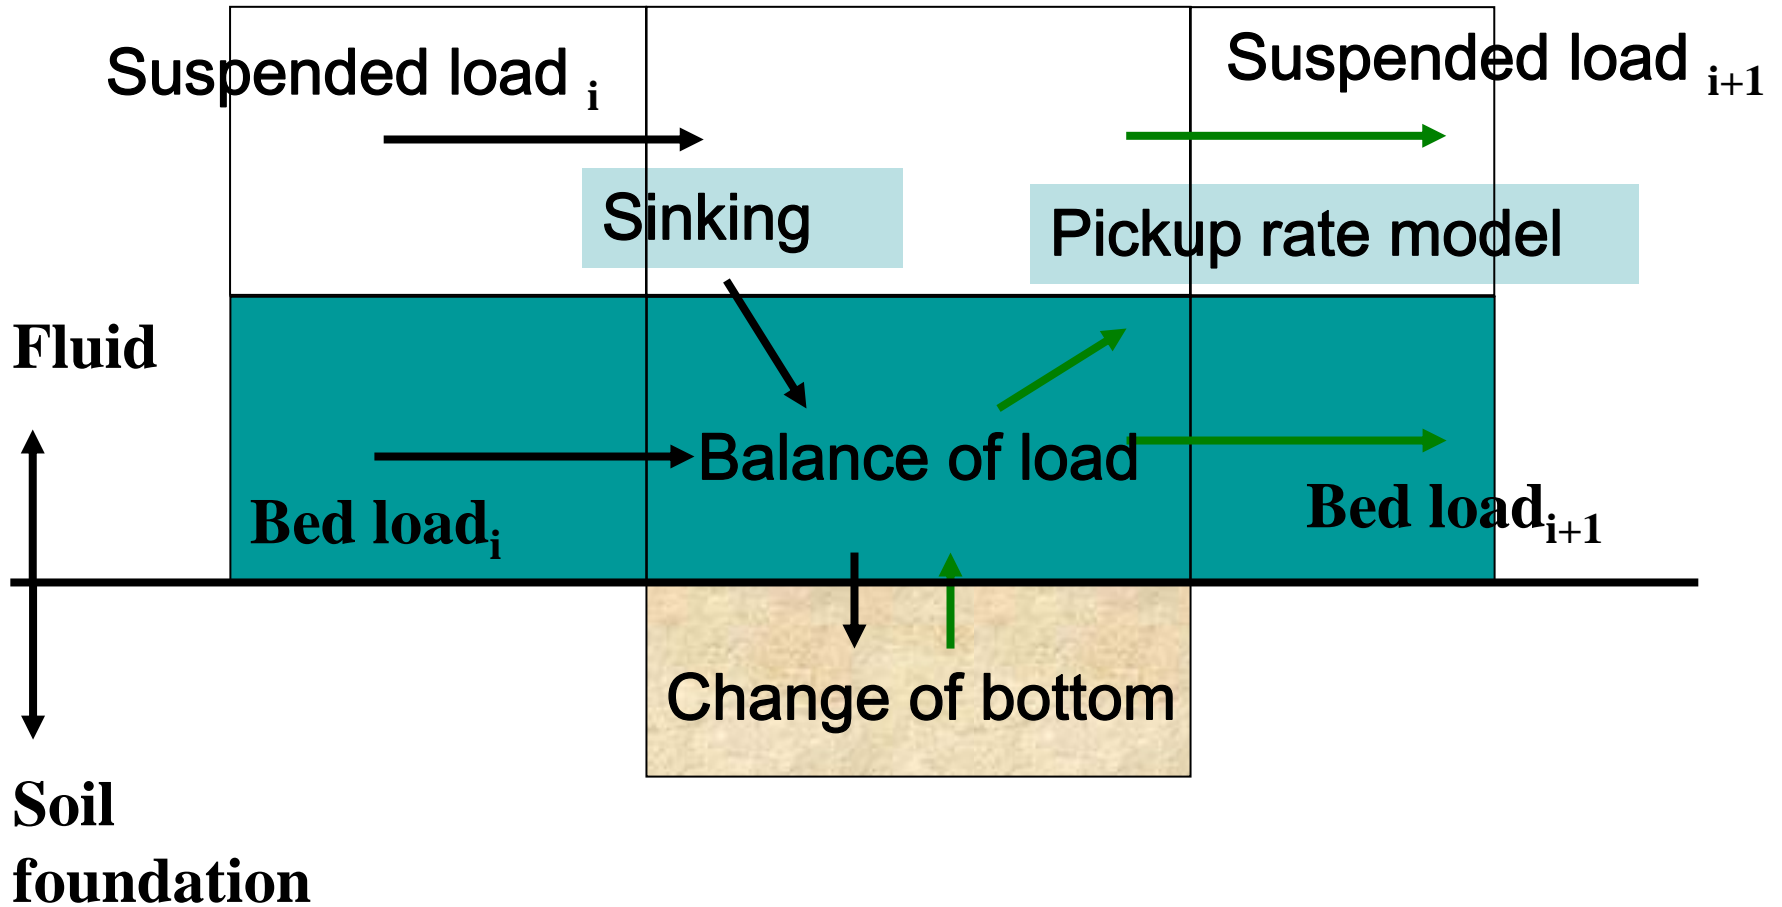 Suspended load i
Suspended load i+1
Sinking
Pickup rate model
Fluid
Balance of load
Bed loadi
Bed loadi+1
Change of bottom
Soil
foundation